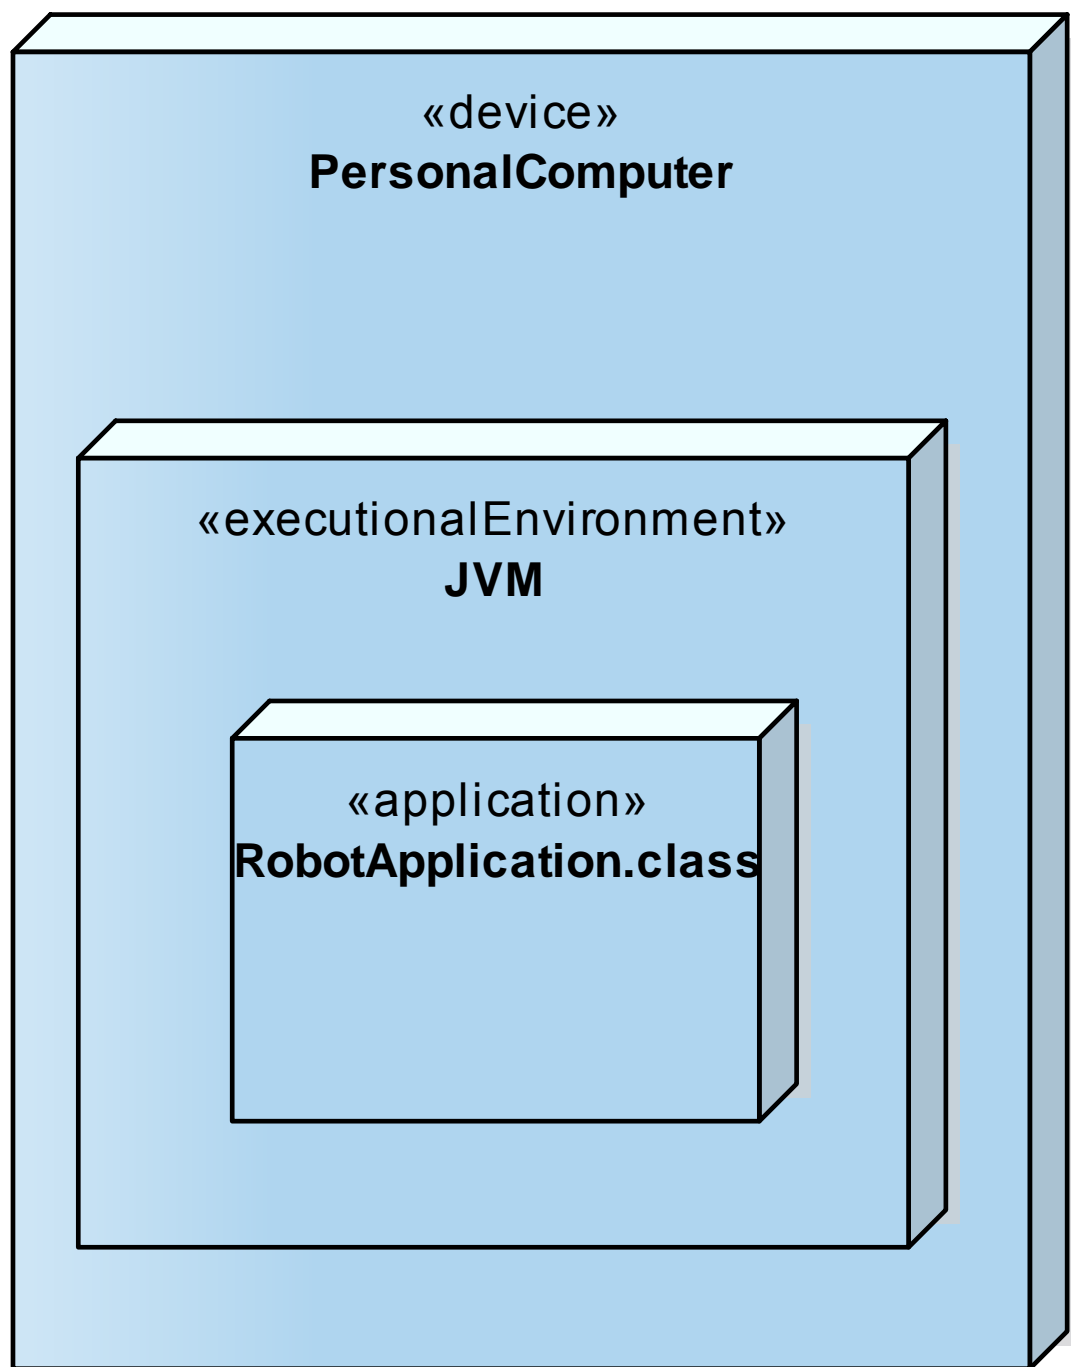 «device»
PersonalComputer
«executionalEnvironment»
JVM
«application»
RobotApplication.class